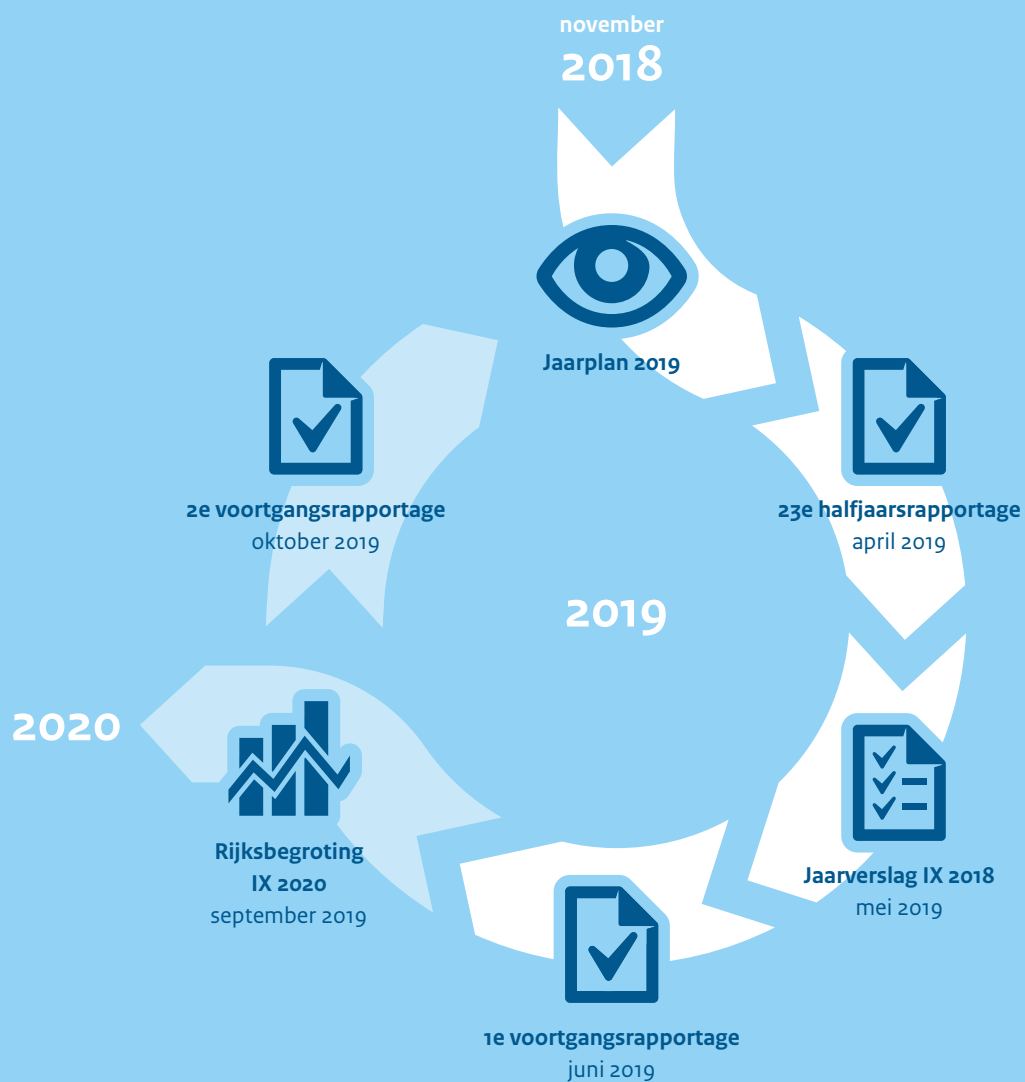 november
2018
Jaarplan 2019
23e halfjaarsrapportage
april 2019
Jaarverslag IX 2018
mei 2019
1e voortgangsrapportage
juni 2019
Rijksbegroting
IX 2020
september 2019
2e voortgangsrapportage
oktober 2019
2019
2020